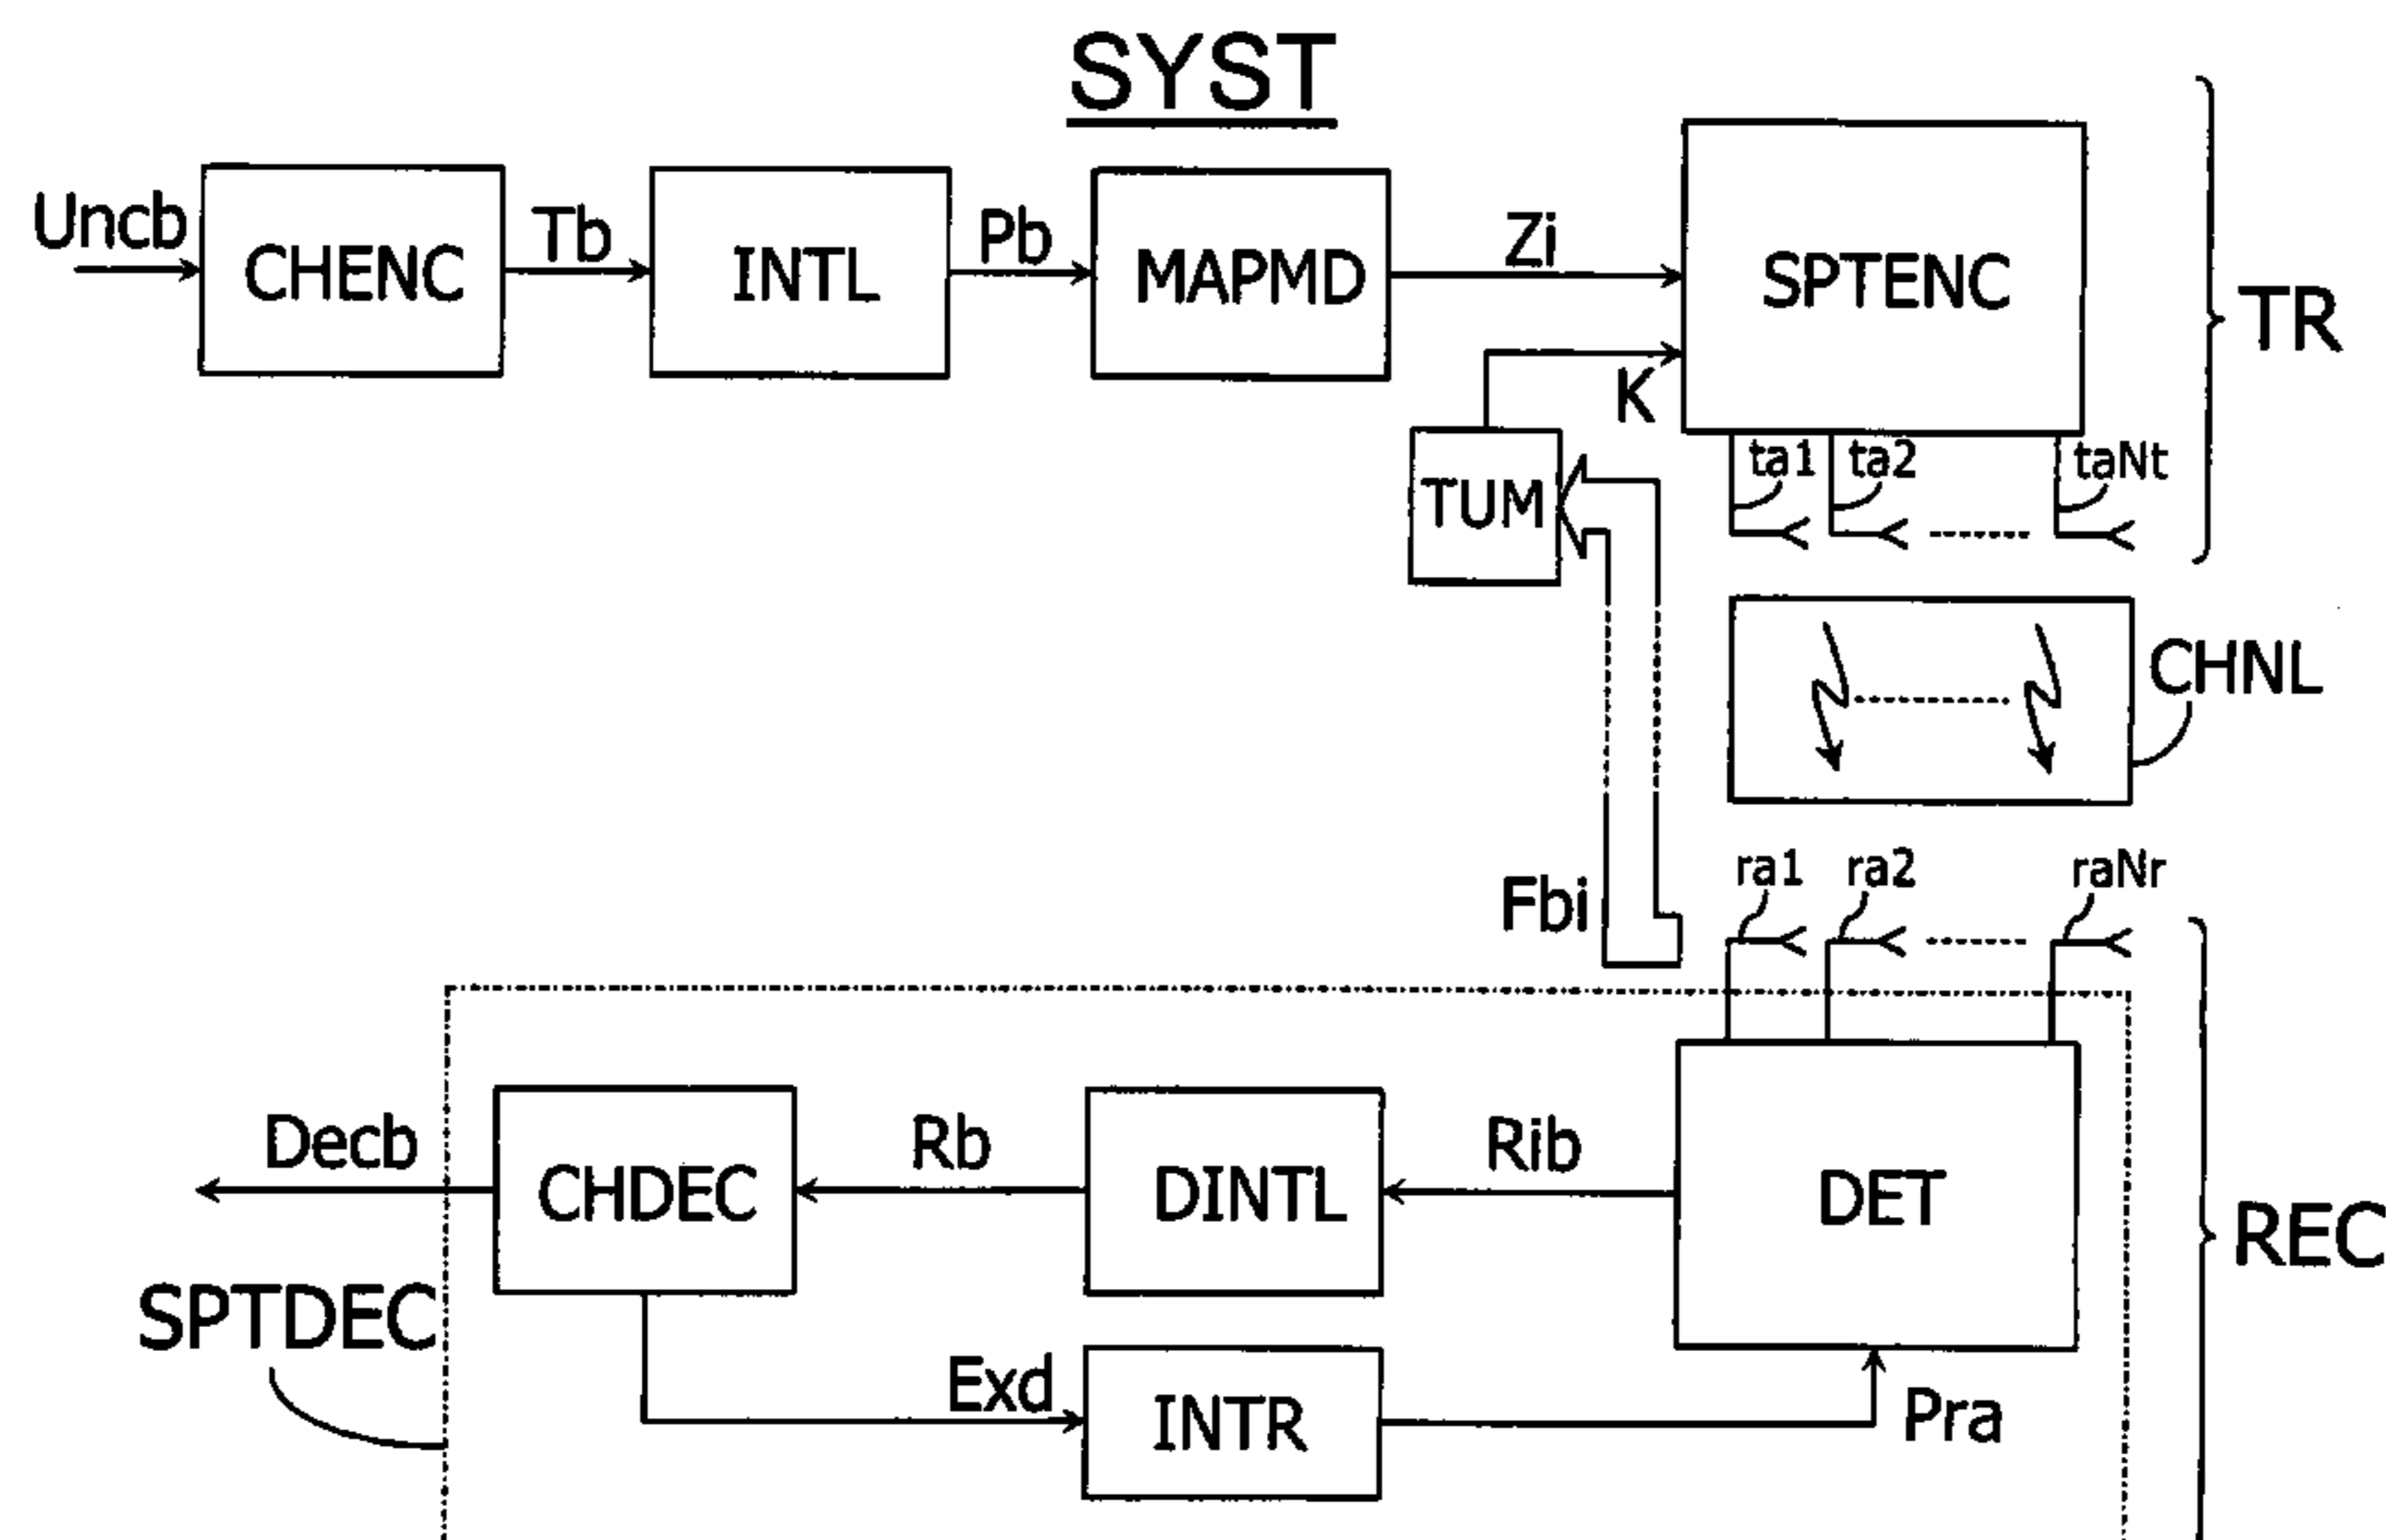 SYST
Uncb
CHENC
Tb
INTL
Pb
MAPMD
Zi
SPTENC
TR
K
TUM
ta1
ta2
taNt
CHNL
Fbi
ra1
ra2
raNr
Decb
CHDEC
Rb
DINTL
Rib
DET
REC
SPTDEC
Exd
INTR
Pra